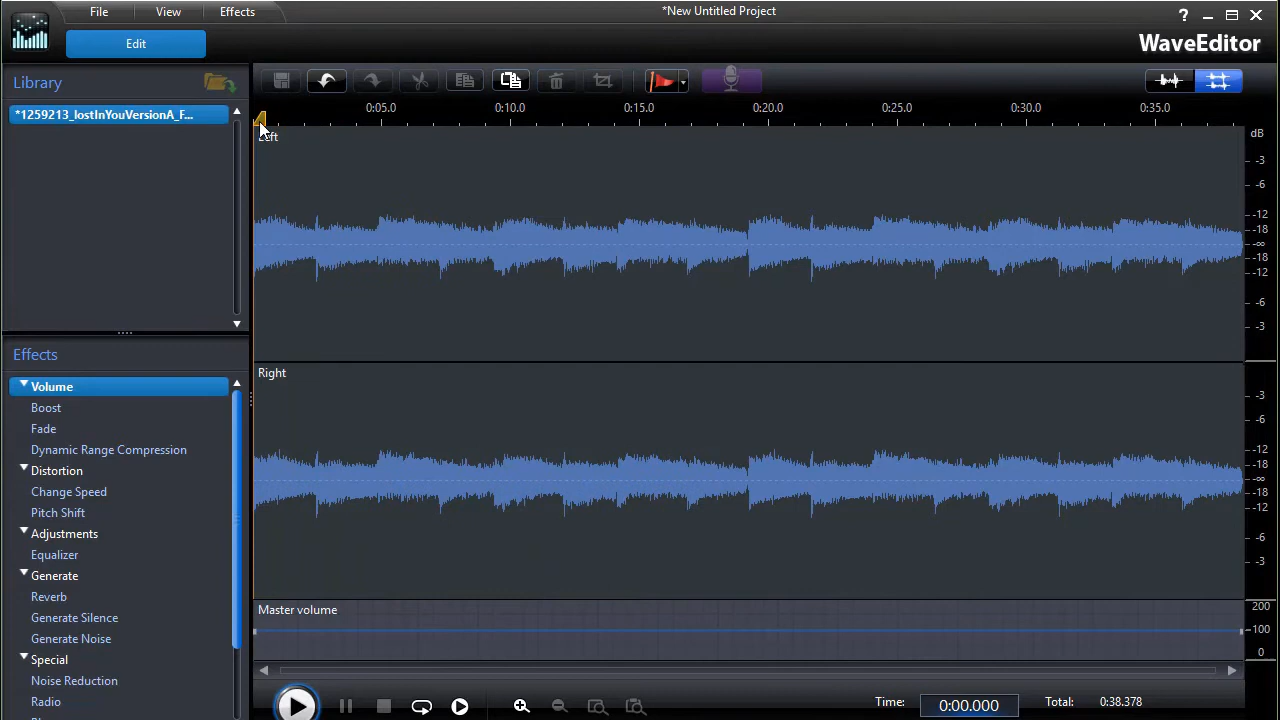 File View Effects *New Untitled Project ?
Edit WaveEditor
Library
*1259213_lostInYouVersionA_F...
0:05.0 0:10.0 0:15.0 0:20.0 0:25.0 0:30.0 0:35.0
Left dB
-3
-6
-12
-18
-∞
-18
-12
-6
-3
Effects
Volume
Boost
Fade
Dynamic Range Compression
Distortion
Change Speed
Pitch Shift
Adjustments
Equalizer
Generate
Reverb
Generate Silence
Generate Noise
Special
Noise Reduction
Radio
Right
-3
-6
-12
-18
-∞
-18
-12
-6
-3
Master volume 200
100
0
Time: 0:00.000 Total: 0:38.378